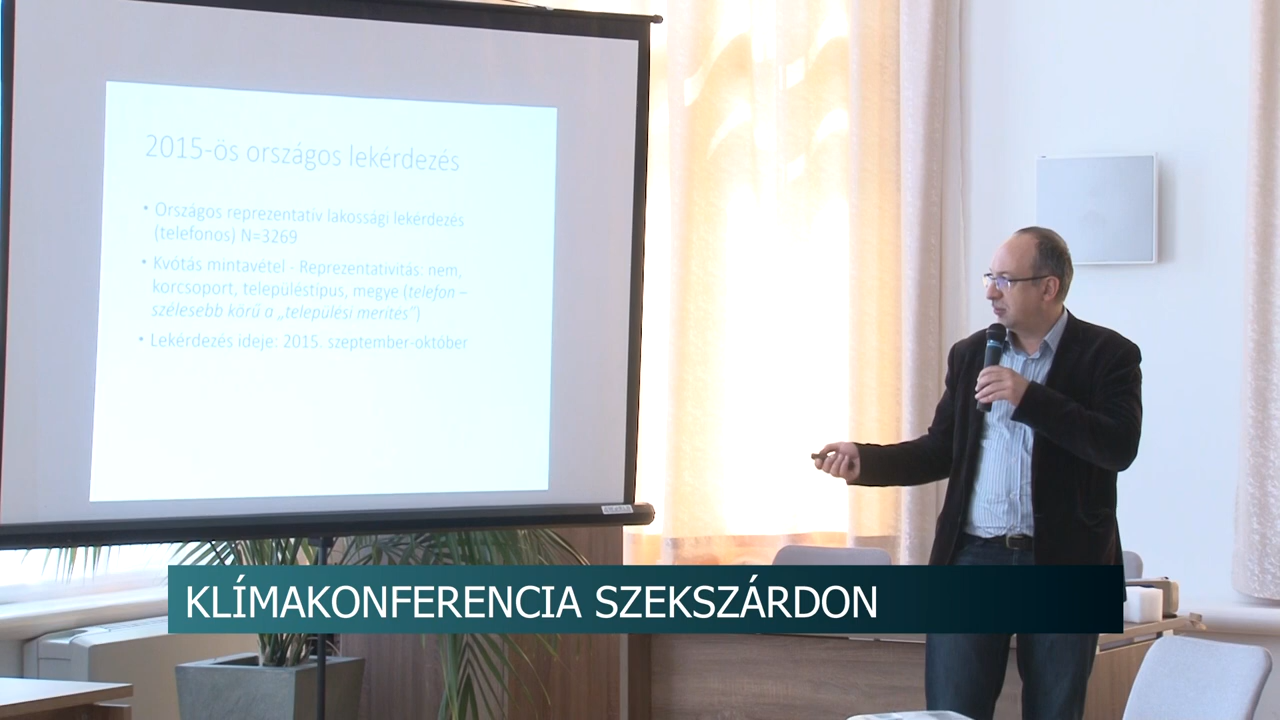 2015-ös országos lekérdezés
• Országos reprezentatív lakossági lekérdezés
(telefonos) N=3269
• Kvótás mintavétel - Reprezentativitás: nem,
korcsoport, településtípus, megye (telefon –
szélesebb körű a „települési merítés")
• Lekérdezés ideje: 2015. szeptember-október
KLÍMAKONFERENCIA SZEKSZÁRDON